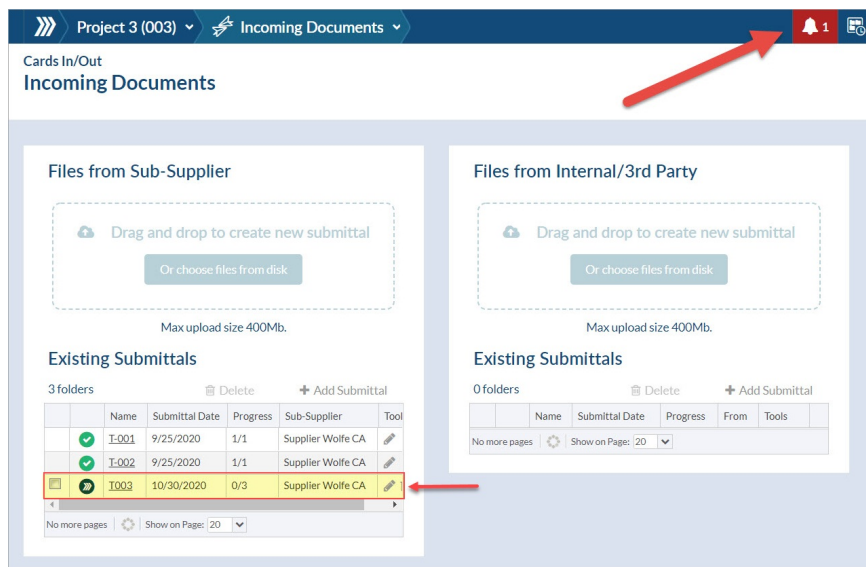 Project 3 (003) Incoming Documents 1
Cards In/Out
Incoming Documents
Files from Sub-Supplier
Drag and drop to create new submittal
Or choose files from disk
Max upload size 400Mb.
Existing Submittals
3 folders Delete + Add Submittal
Name Submittal Date Progress Sub-Supplier Tool
T-001 9/25/2020 1/1 Supplier Wolfe CA
T-002 9/25/2020 1/1 Supplier Wolfe CA
T003 10/30/2020 0/3 Supplier Wolfe CA
No more pages Show on Page: 20
Files from Internal/3rd Party
Drag and drop to create new submittal
Or choose files from disk
Max upload size 400Mb.
Existing Submittals
0 folders Delete + Add Submittal
Name Submittal Date Progress From Tools
No more pages Show on Page: 20